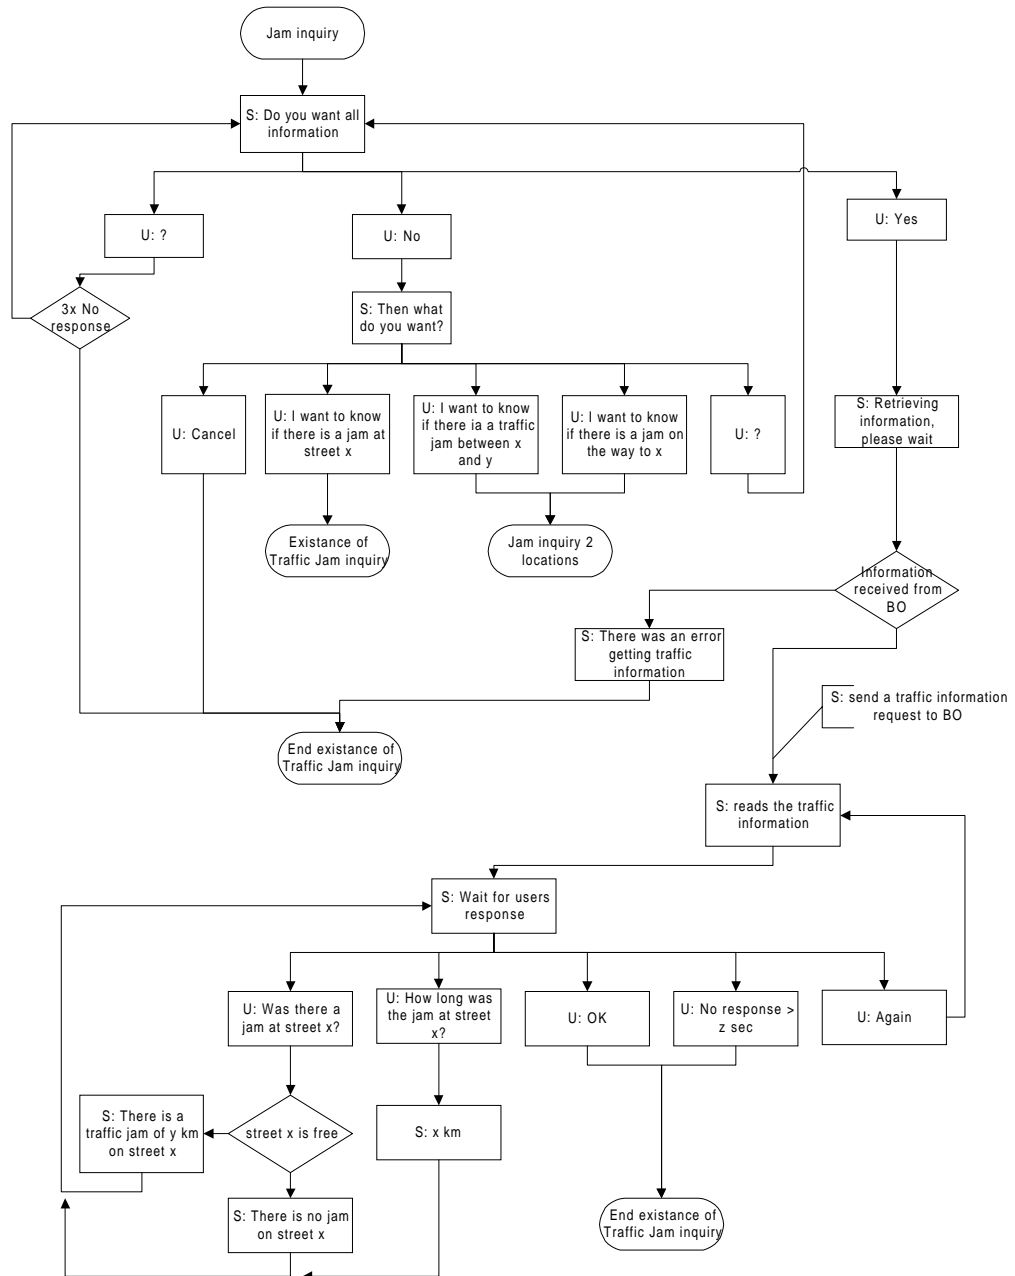 Jam inquiry
S: Do you want all
information
U: ?
U: No
U: Yes
3x No
response
S: Then what
do you want?
U: Cancel
U: I want to know
if there is a jam at
street x
U: I want to know
if there ia a traffic
jam between x
and y
U: I want to know
if there is a jam on
the way to x
U: ?
S: Retrieving
information,
please wait
Existance of
Traffic Jam inquiry
Jam inquiry 2
locations
Information
received from
BO
S: There was an error
getting traffic
information
S: send a traffic information
request to BO
End existance of
Traffic Jam inquiry
S: reads the traffic
information
S: Wait for users
response
U: Was there a
jam at street x?
U: How long was
the jam at street
x?
U: OK
U: No response >
z sec
U: Again
S: There is a
traffic jam of y km
on street x
street x is free
S: x km
S: There is no jam
on street x
End existance of
Traffic Jam inquiry